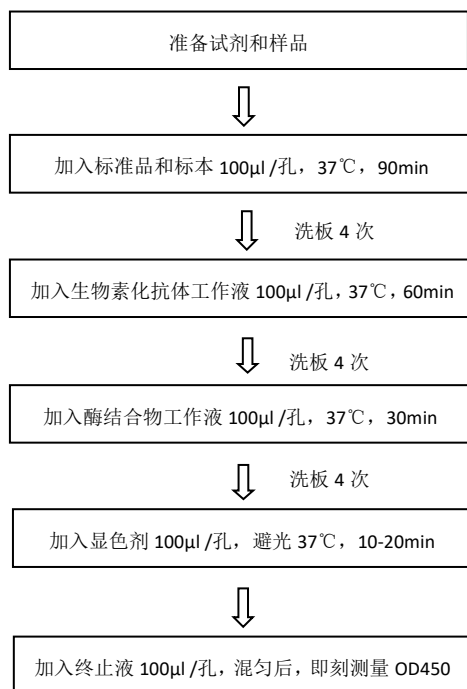 准备试剂和样品
加入标准品和标本 100μl /孔，37℃，90min
洗板 4 次
加入生物素化抗体工作液 100μl /孔，37℃，60min
洗板 4 次
加入酶结合物工作液 100μl /孔，37℃，30min
洗板 4 次
加入显色剂 100μl /孔，避光 37℃，10-20min
加入终止液 100μl /孔，混匀后，即刻测量 OD450